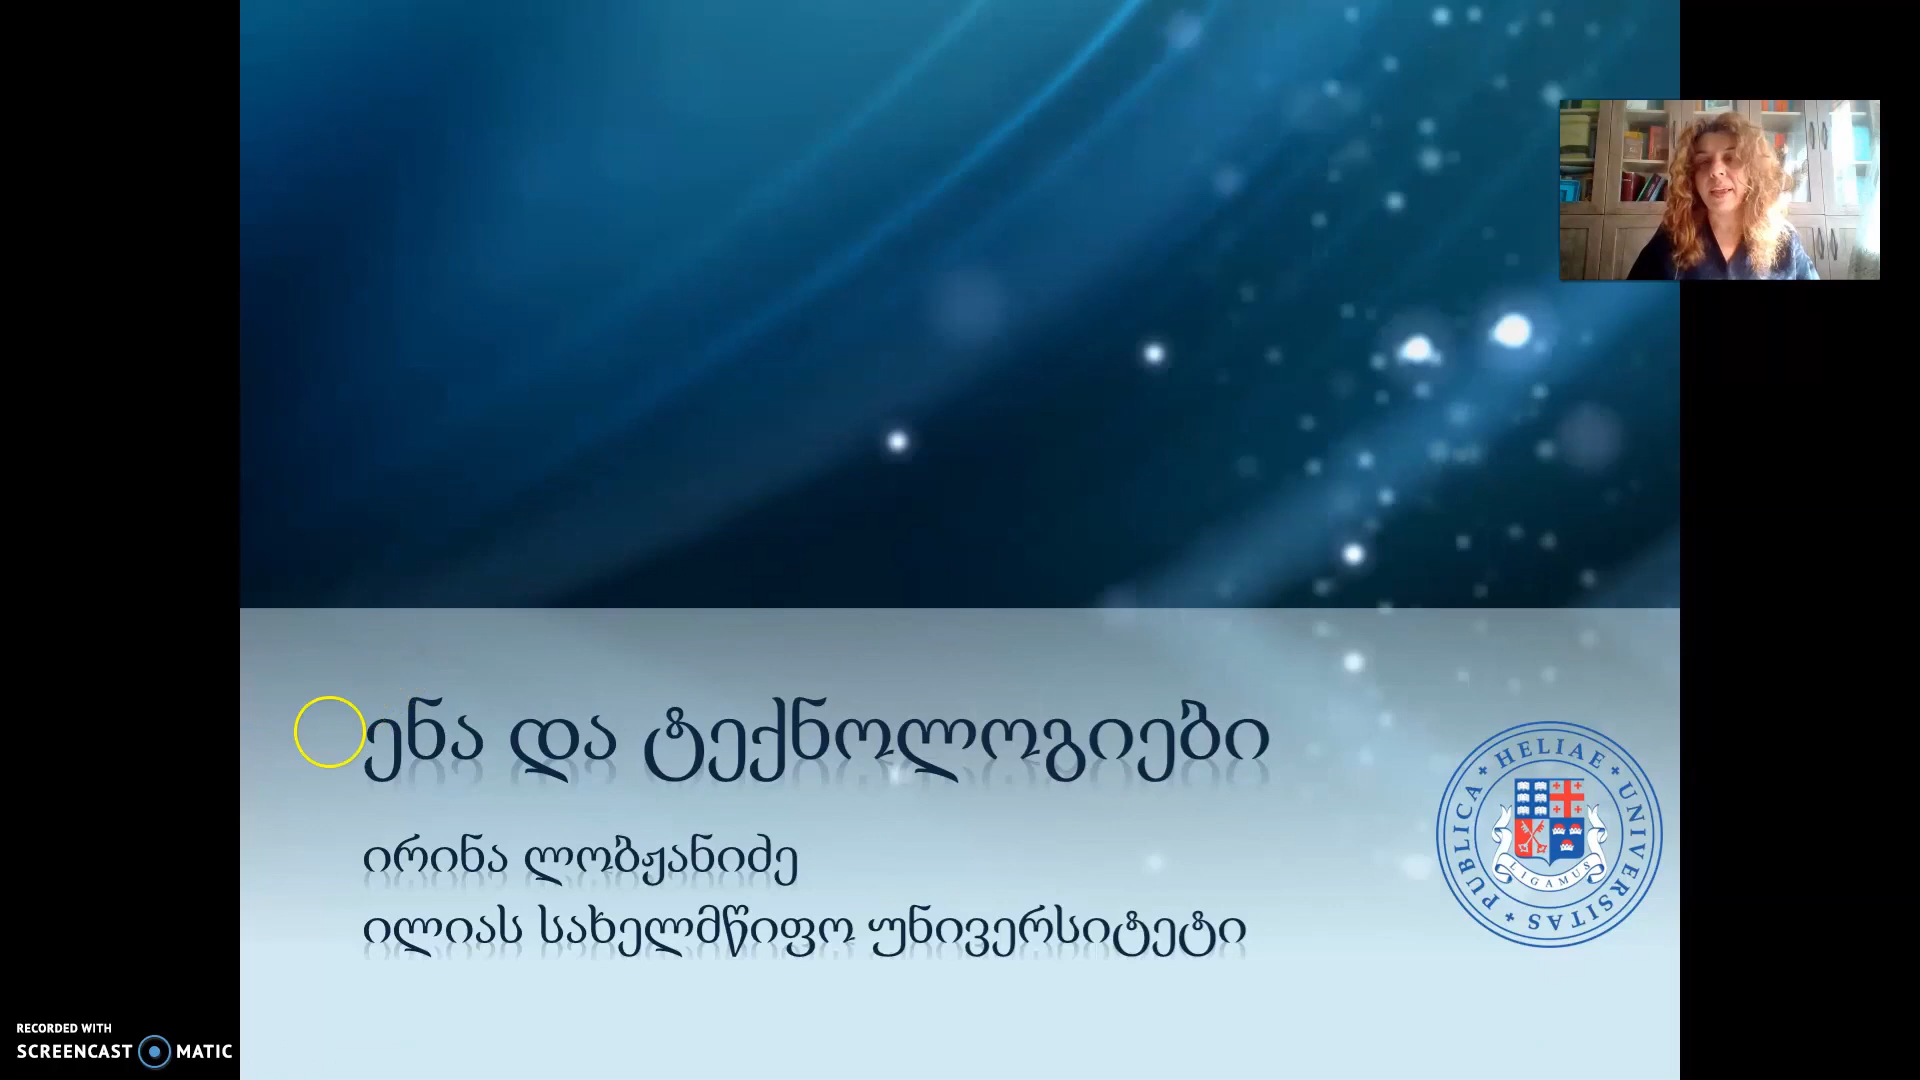 ენა და ტექნოლოგიები
ირინა ლობჟანიძე
ილიას სახელმწიფო უნივერსიტეტი
HELIAE • UNIVERSITAS • PUBLICA
LIGAMUS
RECORDED WITH
SCREENCAST MATIC